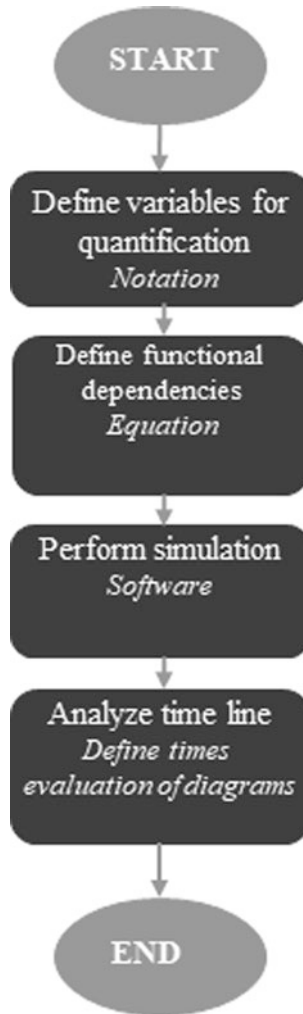 START
Define variables for
quantification
Notation
Define functional
dependencies
Equation
Perform simulation
Software
Analyze time line
Define times
evaluation of diagrams
END